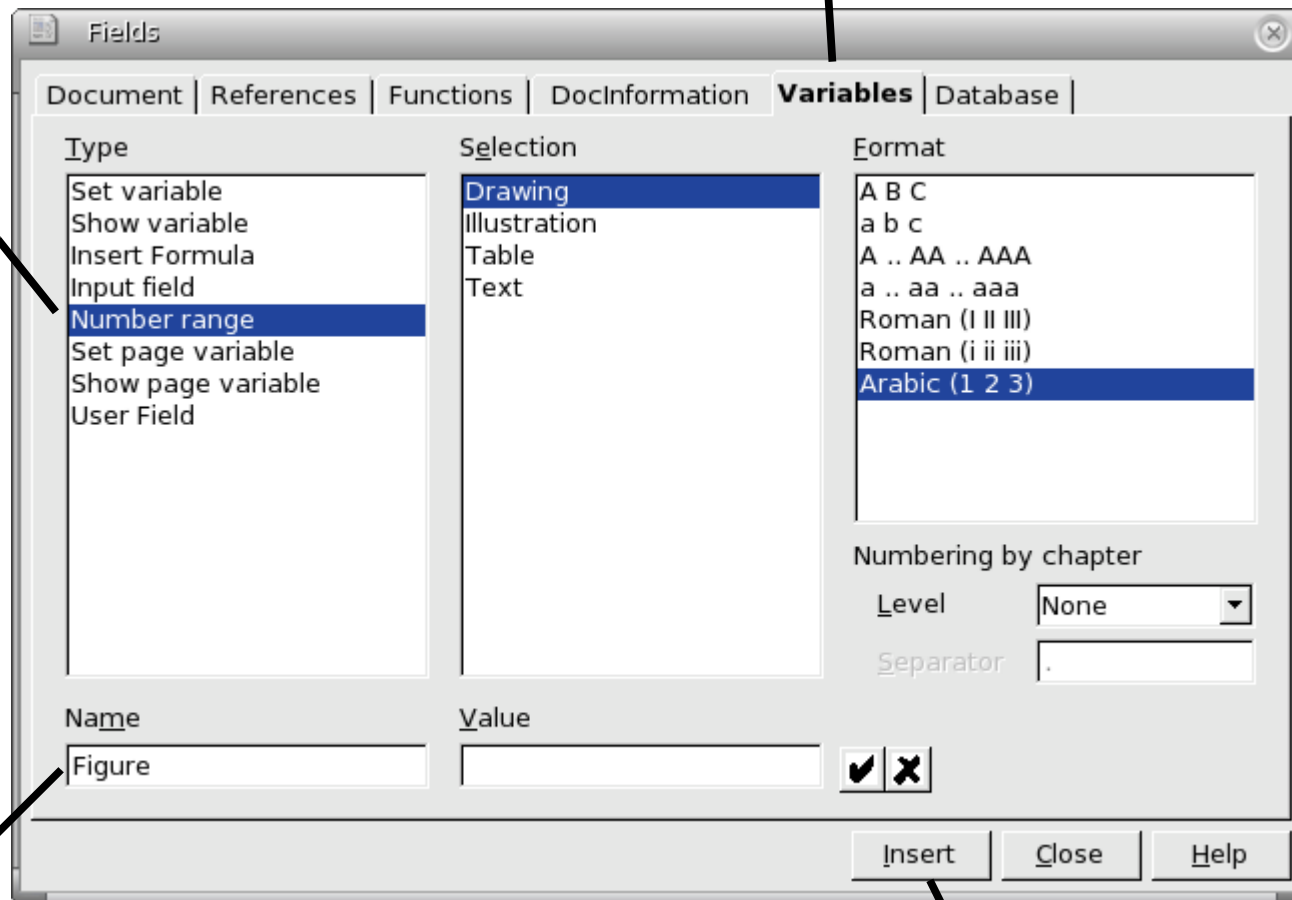 Fields
Document References Functions DocInformation Variables Database
Type
Set variable
Show variable
Insert Formula
Input field
Number range
Set page variable
Show page variable
User Field
Selection
Drawing
Illustration
Table
Text
Format
A B C
a b c
A .. AA .. AAA
a .. aa .. aaa
Roman (I II III)
Roman (i ii iii)
Arabic (1 2 3)
Numbering by chapter
Level None
Separator .
Name
Figure
Value
Insert Close Help